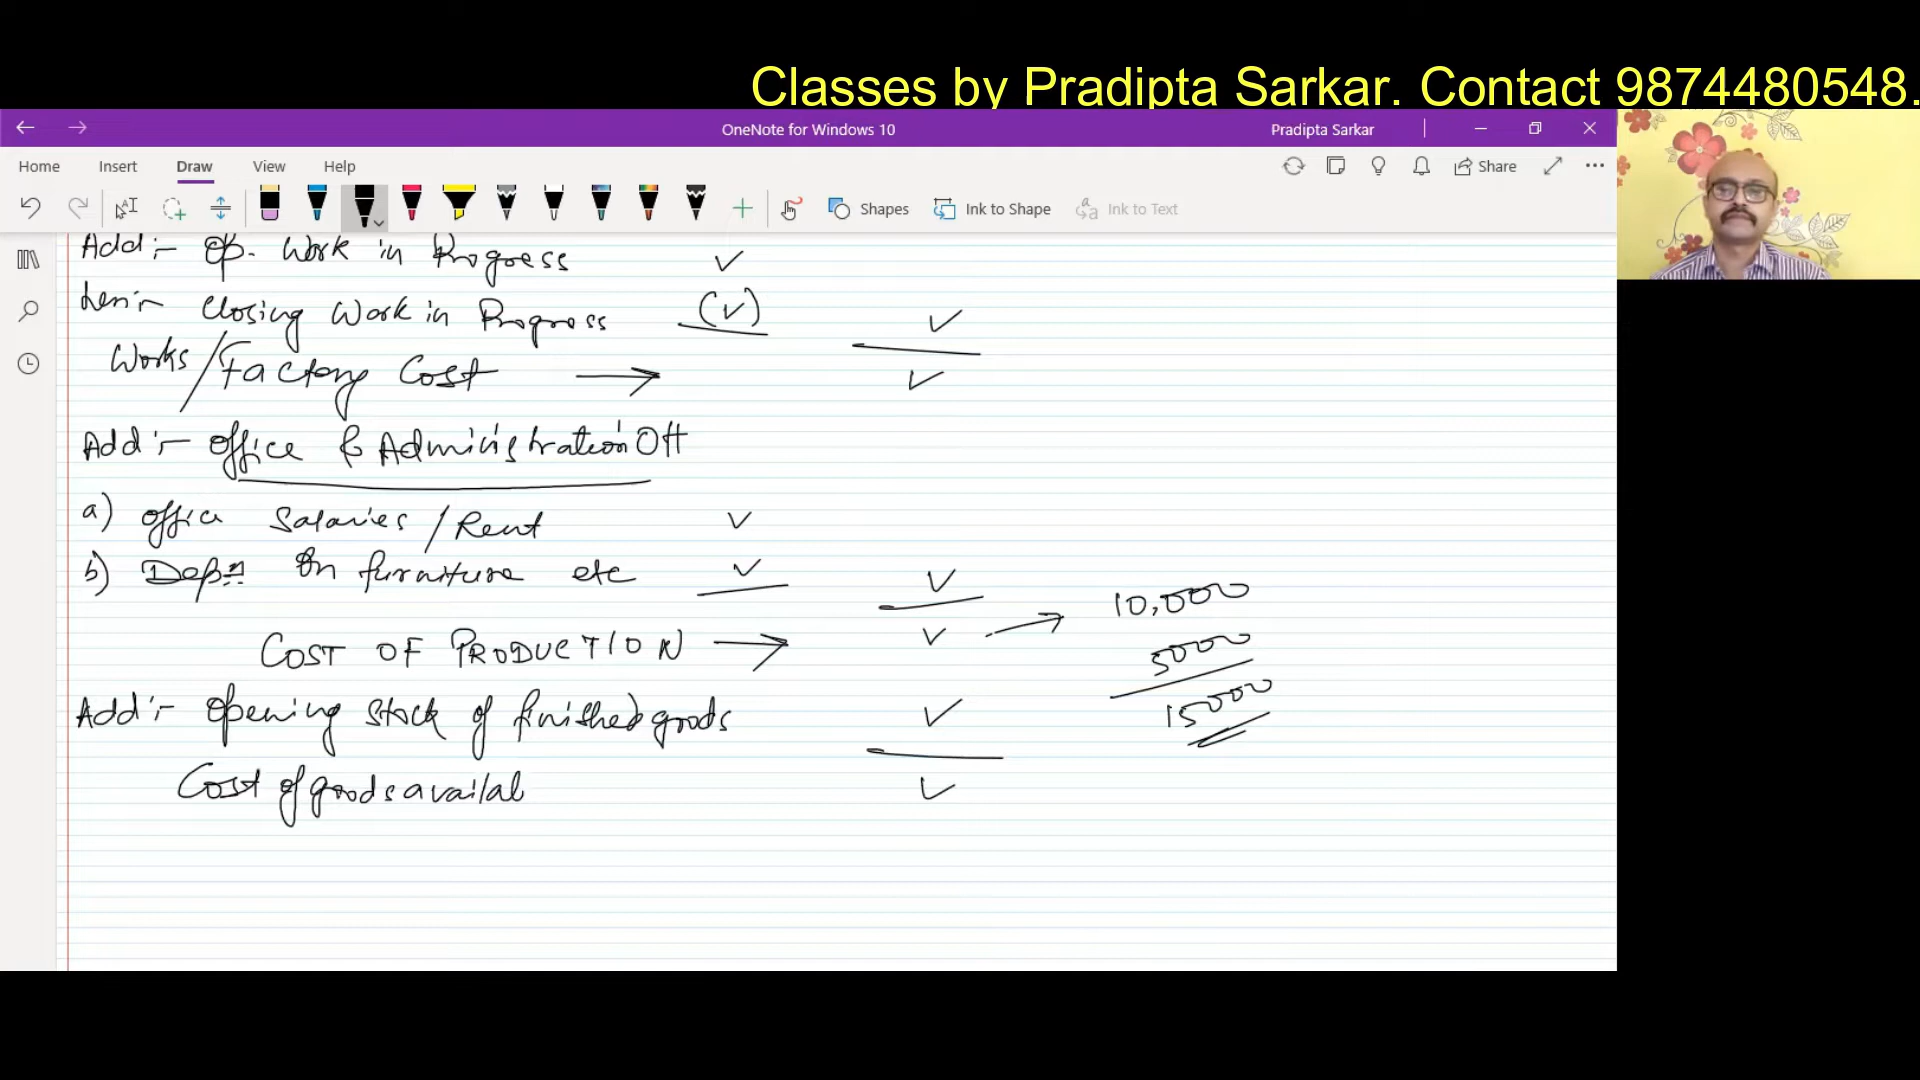 Classes by Pradipta Sarkar. Contact 9874480548.
OneNote for Windows 10
Pradipta Sarkar
Home Insert Draw View Help
Share
Shapes
Ink to Shape
Ink to Text
Add:- Op. Work in Progress ✓
Less:- Closing Work in Progress (✓) ✓
Works/Factory Cost → ✓
Add:- Office & Administration OH
a) Office Salaries/Rent ✓
b) Depn on furniture etc ✓ ✓
COST OF PRODUCTION → ✓ → 10,000
5000
Add:- Opening Stock of finished goods ✓ 15000
Cost of goods availab ✓